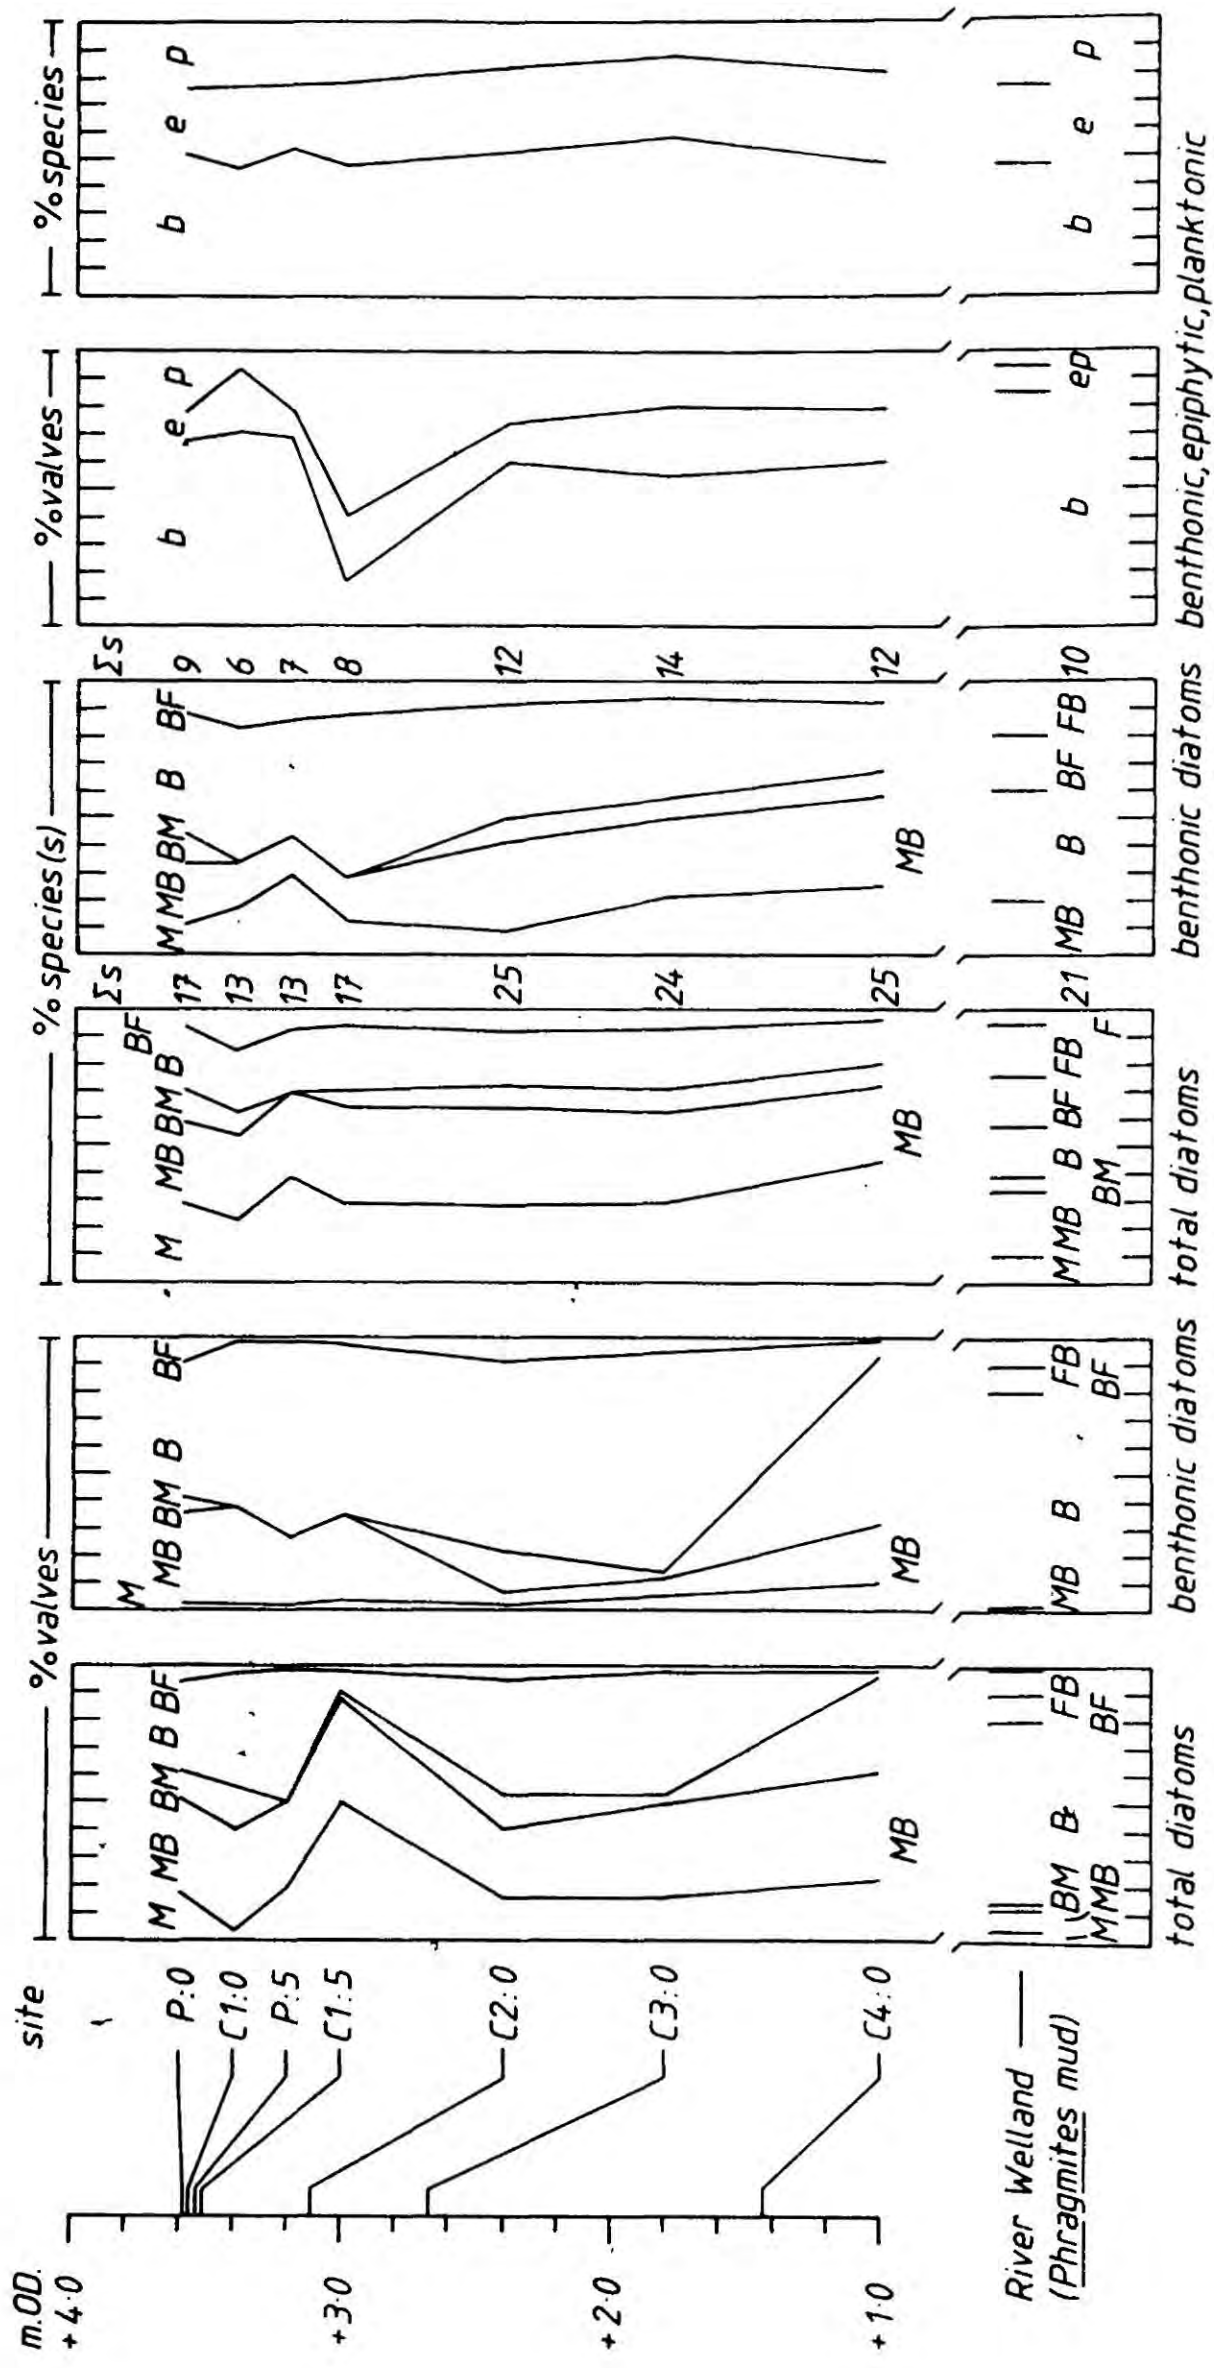 m.OD.
site
%valves
% species(s)
%valves
%species
+4·0
+3·0
+2·0
+1·0
P:0
C1:0
P:5
C1:5
C2:0
C3:0
C4:0
River Welland
(Phragmites mud)
M MB BM B BF
MB
M MB BM B BF FB
total diatoms
M MB BM B BF
MB
MB B BF FB
benthonic diatoms
M MB BM B BF
MB
M MB BM B BF FB F
total diatoms
Σs
17
13
13
17
25
24
25
21
M MB BM B BF
MB
MB B BF FB
benthonic diatoms
Σs
9
6
7
8
12
14
12
10
b e p
b ep
b e p
b e p
benthonic, epiphytic, planktonic